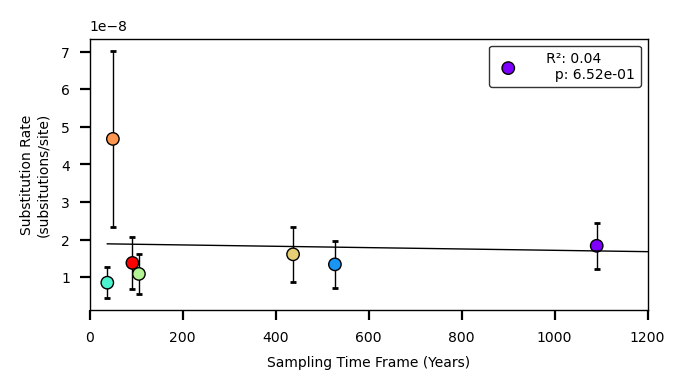 1e−8
7
6
5
4
3
2
1
Substitution Rate
(subsitutions/site)
R²: 0.04
p: 6.52e-01
0 200 400 600 800 1000 1200
Sampling Time Frame (Years)